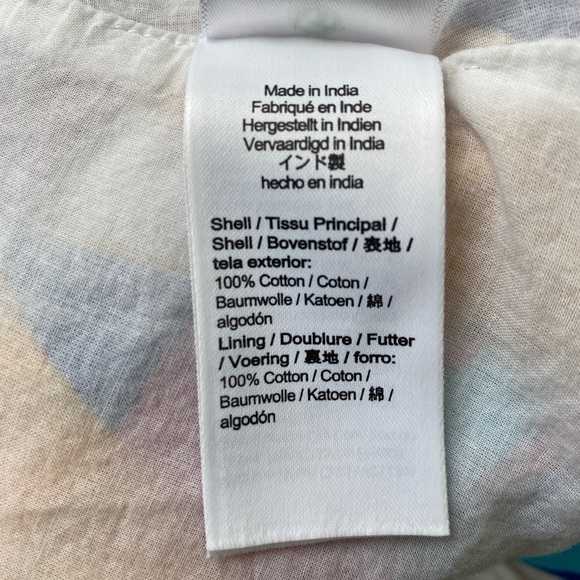 Made in India
Fabriqué en Inde
Hergestellt in Indien
Vervaardigd in India
インド製
hecho en india
Shell / Tissu Principal /
Shell / Bovenstof / 表地 /
tela exterior:
100% Cotton / Coton /
Baumwolle / Katoen / 綿 /
algodón
Lining / Doublure / Futter
/ Voering / 裏地 / forro:
100% Cotton / Coton /
Baumwolle / Katoen / 綿 /
algodón